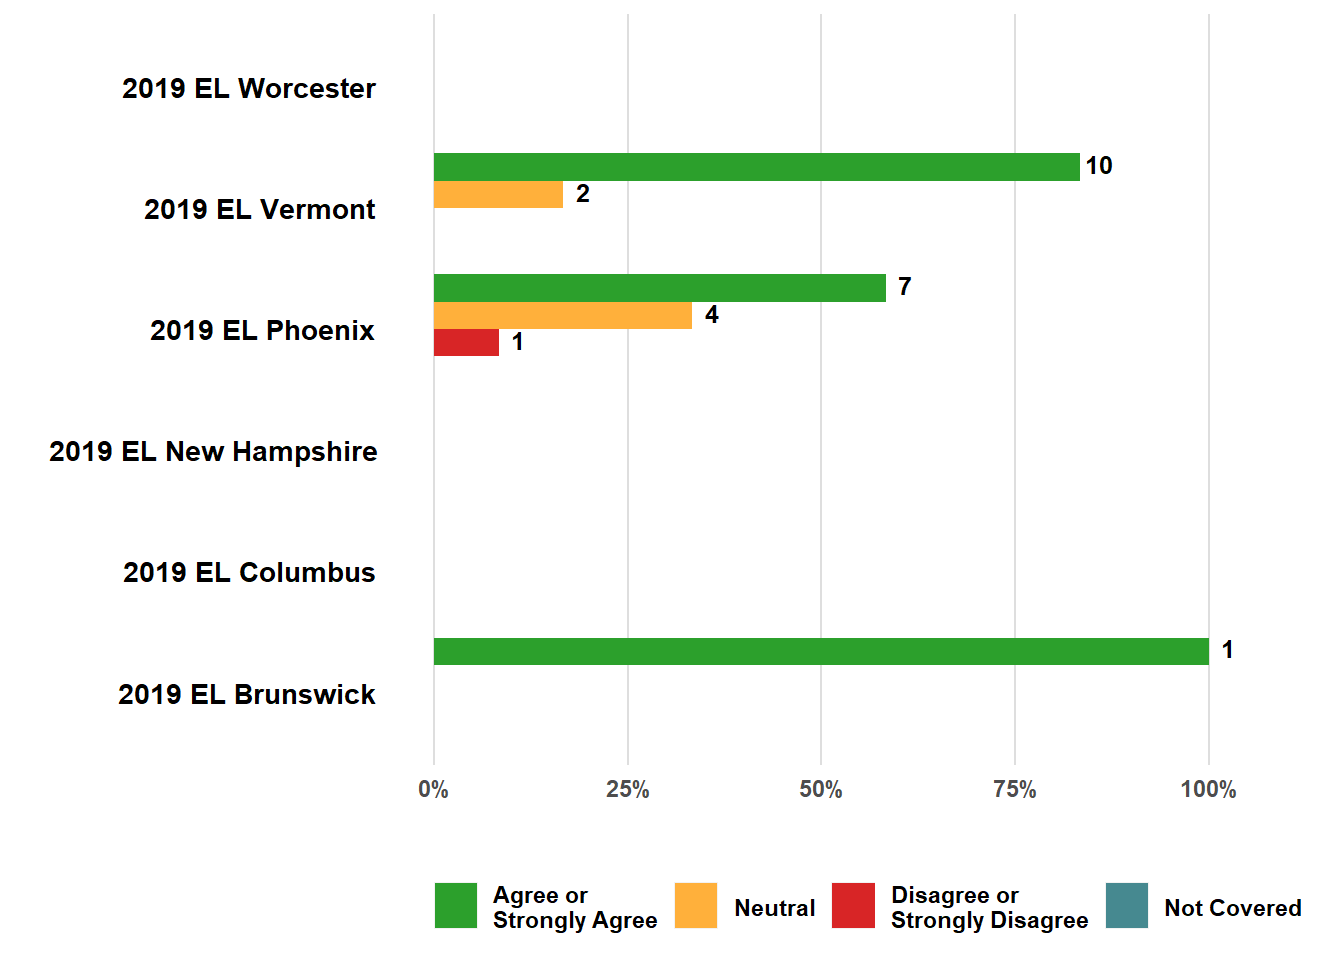 2019 EL Worcester
10
2
2019 EL Vermont
7
4
1
2019 EL Phoenix
2019 EL New Hampshire
2019 EL Columbus
1
2019 EL Brunswick
0% 25% 50% 75% 100%
Agree or
Strongly Agree
Neutral
Disagree or
Strongly Disagree
Not Covered